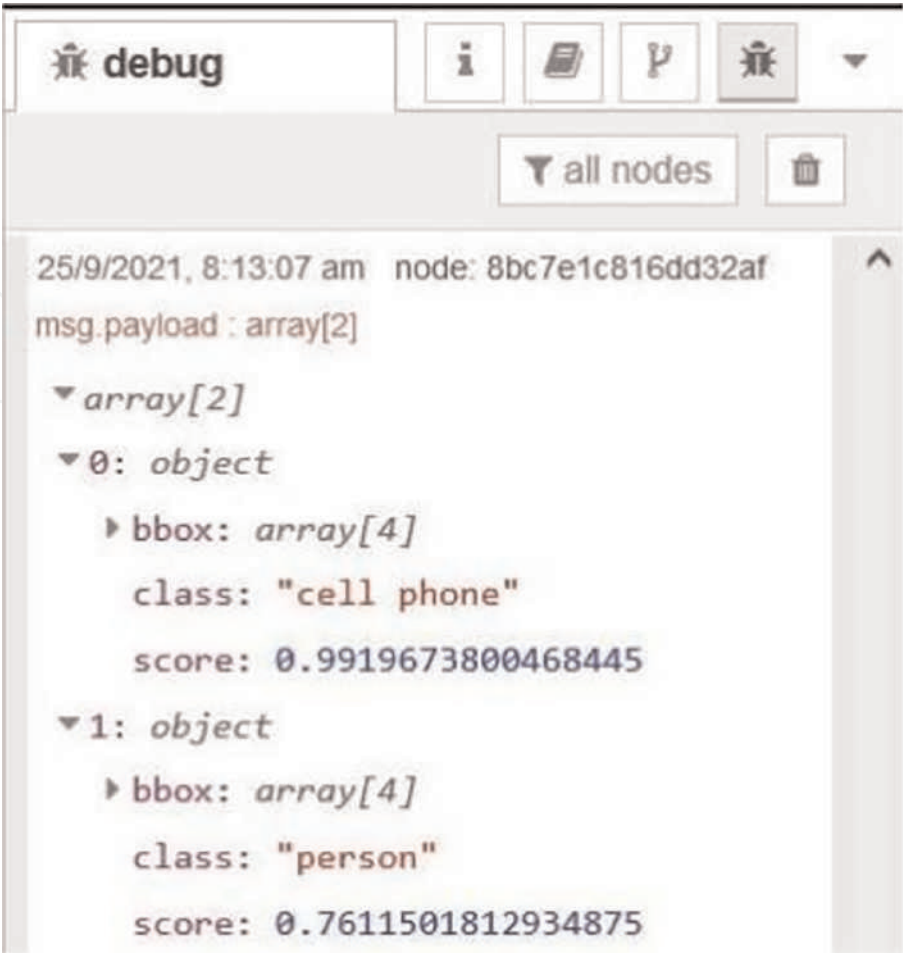 debug
all nodes
25/9/2021, 8:13:07 am node: 8bc7e1c816dd32af
msg.payload : array[2]
array[2]
0: object
bbox: array[4]
class: "cell phone"
score: 0.9919673800468445
1: object
bbox: array[4]
class: "person"
score: 0.7611501812934875